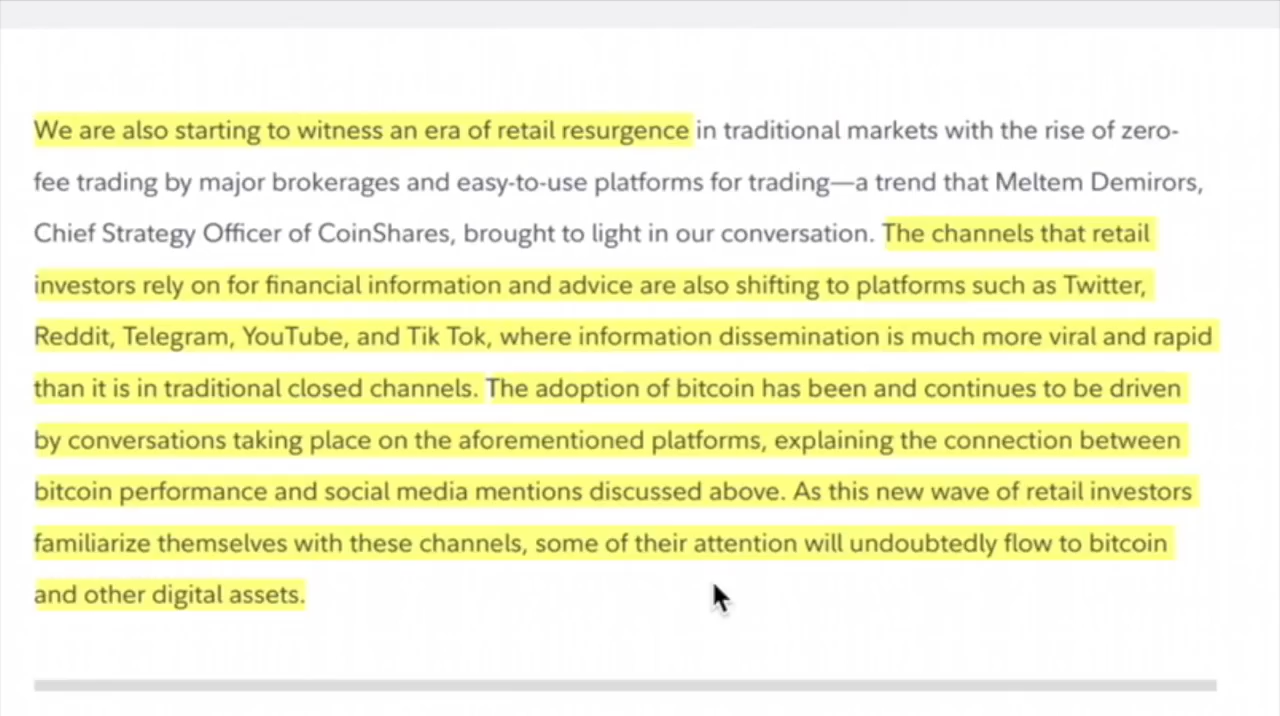 We are also starting to witness an era of retail resurgence in traditional markets with the rise of zero-
fee trading by major brokerages and easy-to-use platforms for trading—a trend that Meltem Demirors,
Chief Strategy Officer of CoinShares, brought to light in our conversation. The channels that retail
investors rely on for financial information and advice are also shifting to platforms such as Twitter,
Reddit, Telegram, YouTube, and Tik Tok, where information dissemination is much more viral and rapid
than it is in traditional closed channels. The adoption of bitcoin has been and continues to be driven
by conversations taking place on the aforementioned platforms, explaining the connection between
bitcoin performance and social media mentions discussed above. As this new wave of retail investors
familiarize themselves with these channels, some of their attention will undoubtedly flow to bitcoin
and other digital assets.